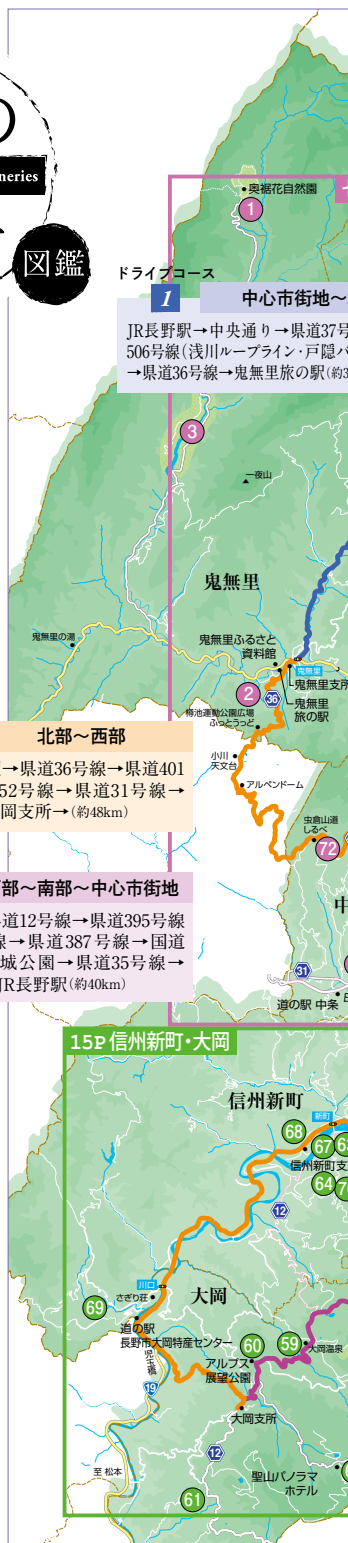 の
neries
図鑑
奥裾花自然園
1
ドライブコース
1
中心市街地〜
JR長野駅→中央通り→県道37号
506号線(浅川ループライン・戸隠バ
→県道36号線→鬼無里旅の駅(約3
3
一夜山
鬼無里
鬼無里の湯
鬼無里ふるさと
資料館
鬼無里
鬼無里支所
鬼無里
旅の駅
2
36
栂池運動公園広場
ふっとうっど
小川
天文台
アルペンドーム
虫倉山道
しるべ
72
北部〜西部
→県道36号線→県道401
52号線→県道31号線→
岡支所→(約48km)
部〜南部〜中心市街地
道12号線→県道395号線
線→県道387号線→国道
城公園→県道35号線→
JR長野駅(約40km)
中
31
道の駅 中条
15P 信州新町・大岡
信州新町
新町
68
67
信州新町支
64
12
川口
さぎり荘
大岡
69
道の駅
長野市大岡特産センター
児玉橋
60
59
大岡温泉
アルプス
展望公園
19
大岡支所
12
至 松本
聖山パノラマ
ホテル
61